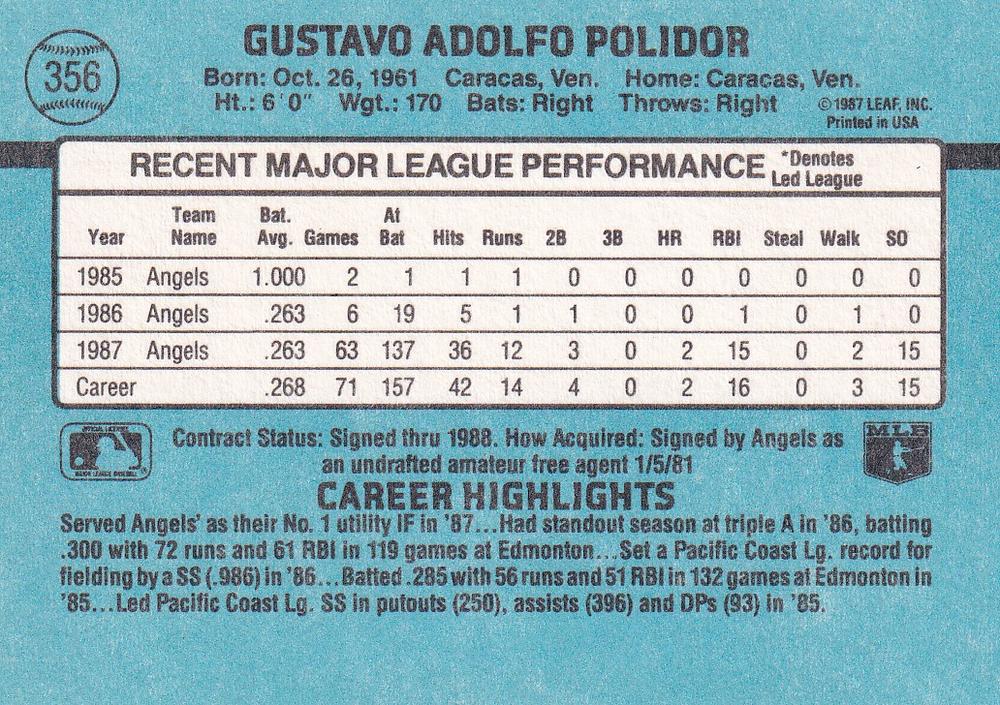 GUSTAVO ADOLFO POLIDOR
356
Born: Oct. 26, 1961 Caracas, Ven. Home: Caracas, Ven.
Ht.: 6'0" Wgt.: 170 Bats: Right Throws: Right
©1987 LEAF, INC.
Printed in USA
RECENT MAJOR LEAGUE PERFORMANCE *Denotes
Led League
Year Team Name Bat. Avg. Games At Bat Hits Runs 2B 3B HR RBI Steal Walk SO
1985 Angels 1.000 2 1 1 1 0 0 0 0 0 0 0
1986 Angels .263 6 19 5 1 1 0 0 1 0 1 0
1987 Angels .263 63 137 36 12 3 0 2 15 0 2 15
Career .268 71 157 42 14 4 0 2 16 0 3 15
MLB
Contract Status: Signed thru 1988. How Acquired: Signed by Angels as
an undrafted amateur free agent 1/5/81
CAREER HIGHLIGHTS
Served Angels' as their No. 1 utility IF in '87...Had standout season at triple A in '86, batting
.300 with 72 runs and 61 RBI in 119 games at Edmonton...Set a Pacific Coast Lg. record for
fielding by a SS (.986) in '86...Batted .285 with 56 runs and 51 RBI in 132 games at Edmonton in
'85...Led Pacific Coast Lg. SS in putouts (250), assists (396) and DPs (93) in '85.